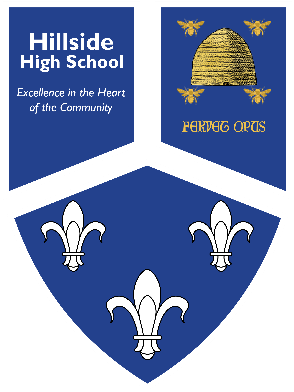 Hillside
High School
Excellence in the Heart
of the Community
FERVET OPUS